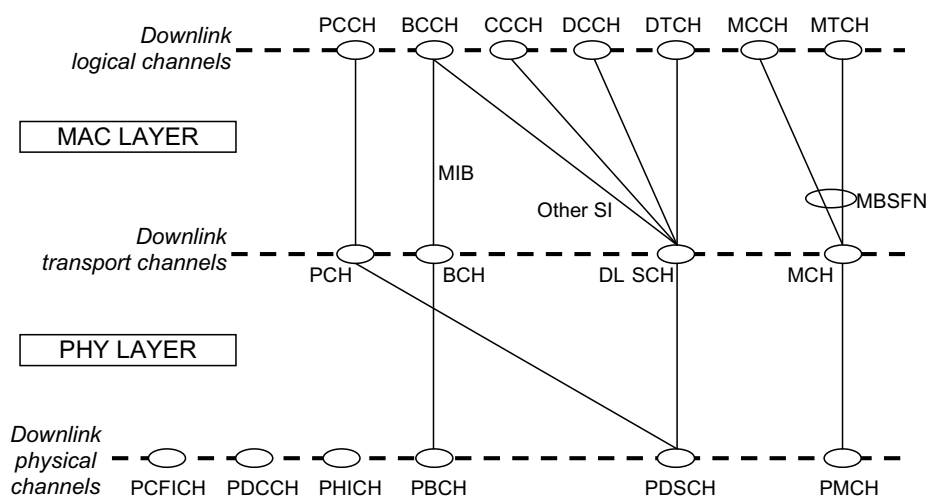 Downlink
logical channels
PCCH BCCH CCCH DCCH DTCH MCCH MTCH
MAC LAYER
MIB
Other SI
MBSFN
Downlink
transport channels
PCH BCH DL SCH MCH
PHY LAYER
Downlink
physical
channels
PCFICH PDCCH PHICH PBCH PDSCH PMCH